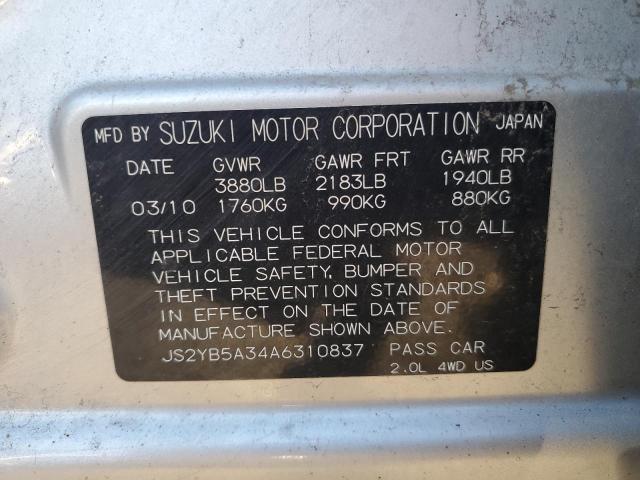 MFD BY SUZUKI MOTOR CORPORATION JAPAN
DATE GVWR GAWR FRT GAWR RR
3880LB 2183LB 1940LB
03/10 1760KG 990KG 880KG
THIS VEHICLE CONFORMS TO ALL
APPLICABLE FEDERAL MOTOR
VEHICLE SAFETY, BUMPER AND
THEFT PREVENTION STANDARDS
IN EFFECT ON THE DATE OF
MANUFACTURE SHOWN ABOVE.
JS2YB5A34A6310837 PASS CAR
2.0L 4WD US